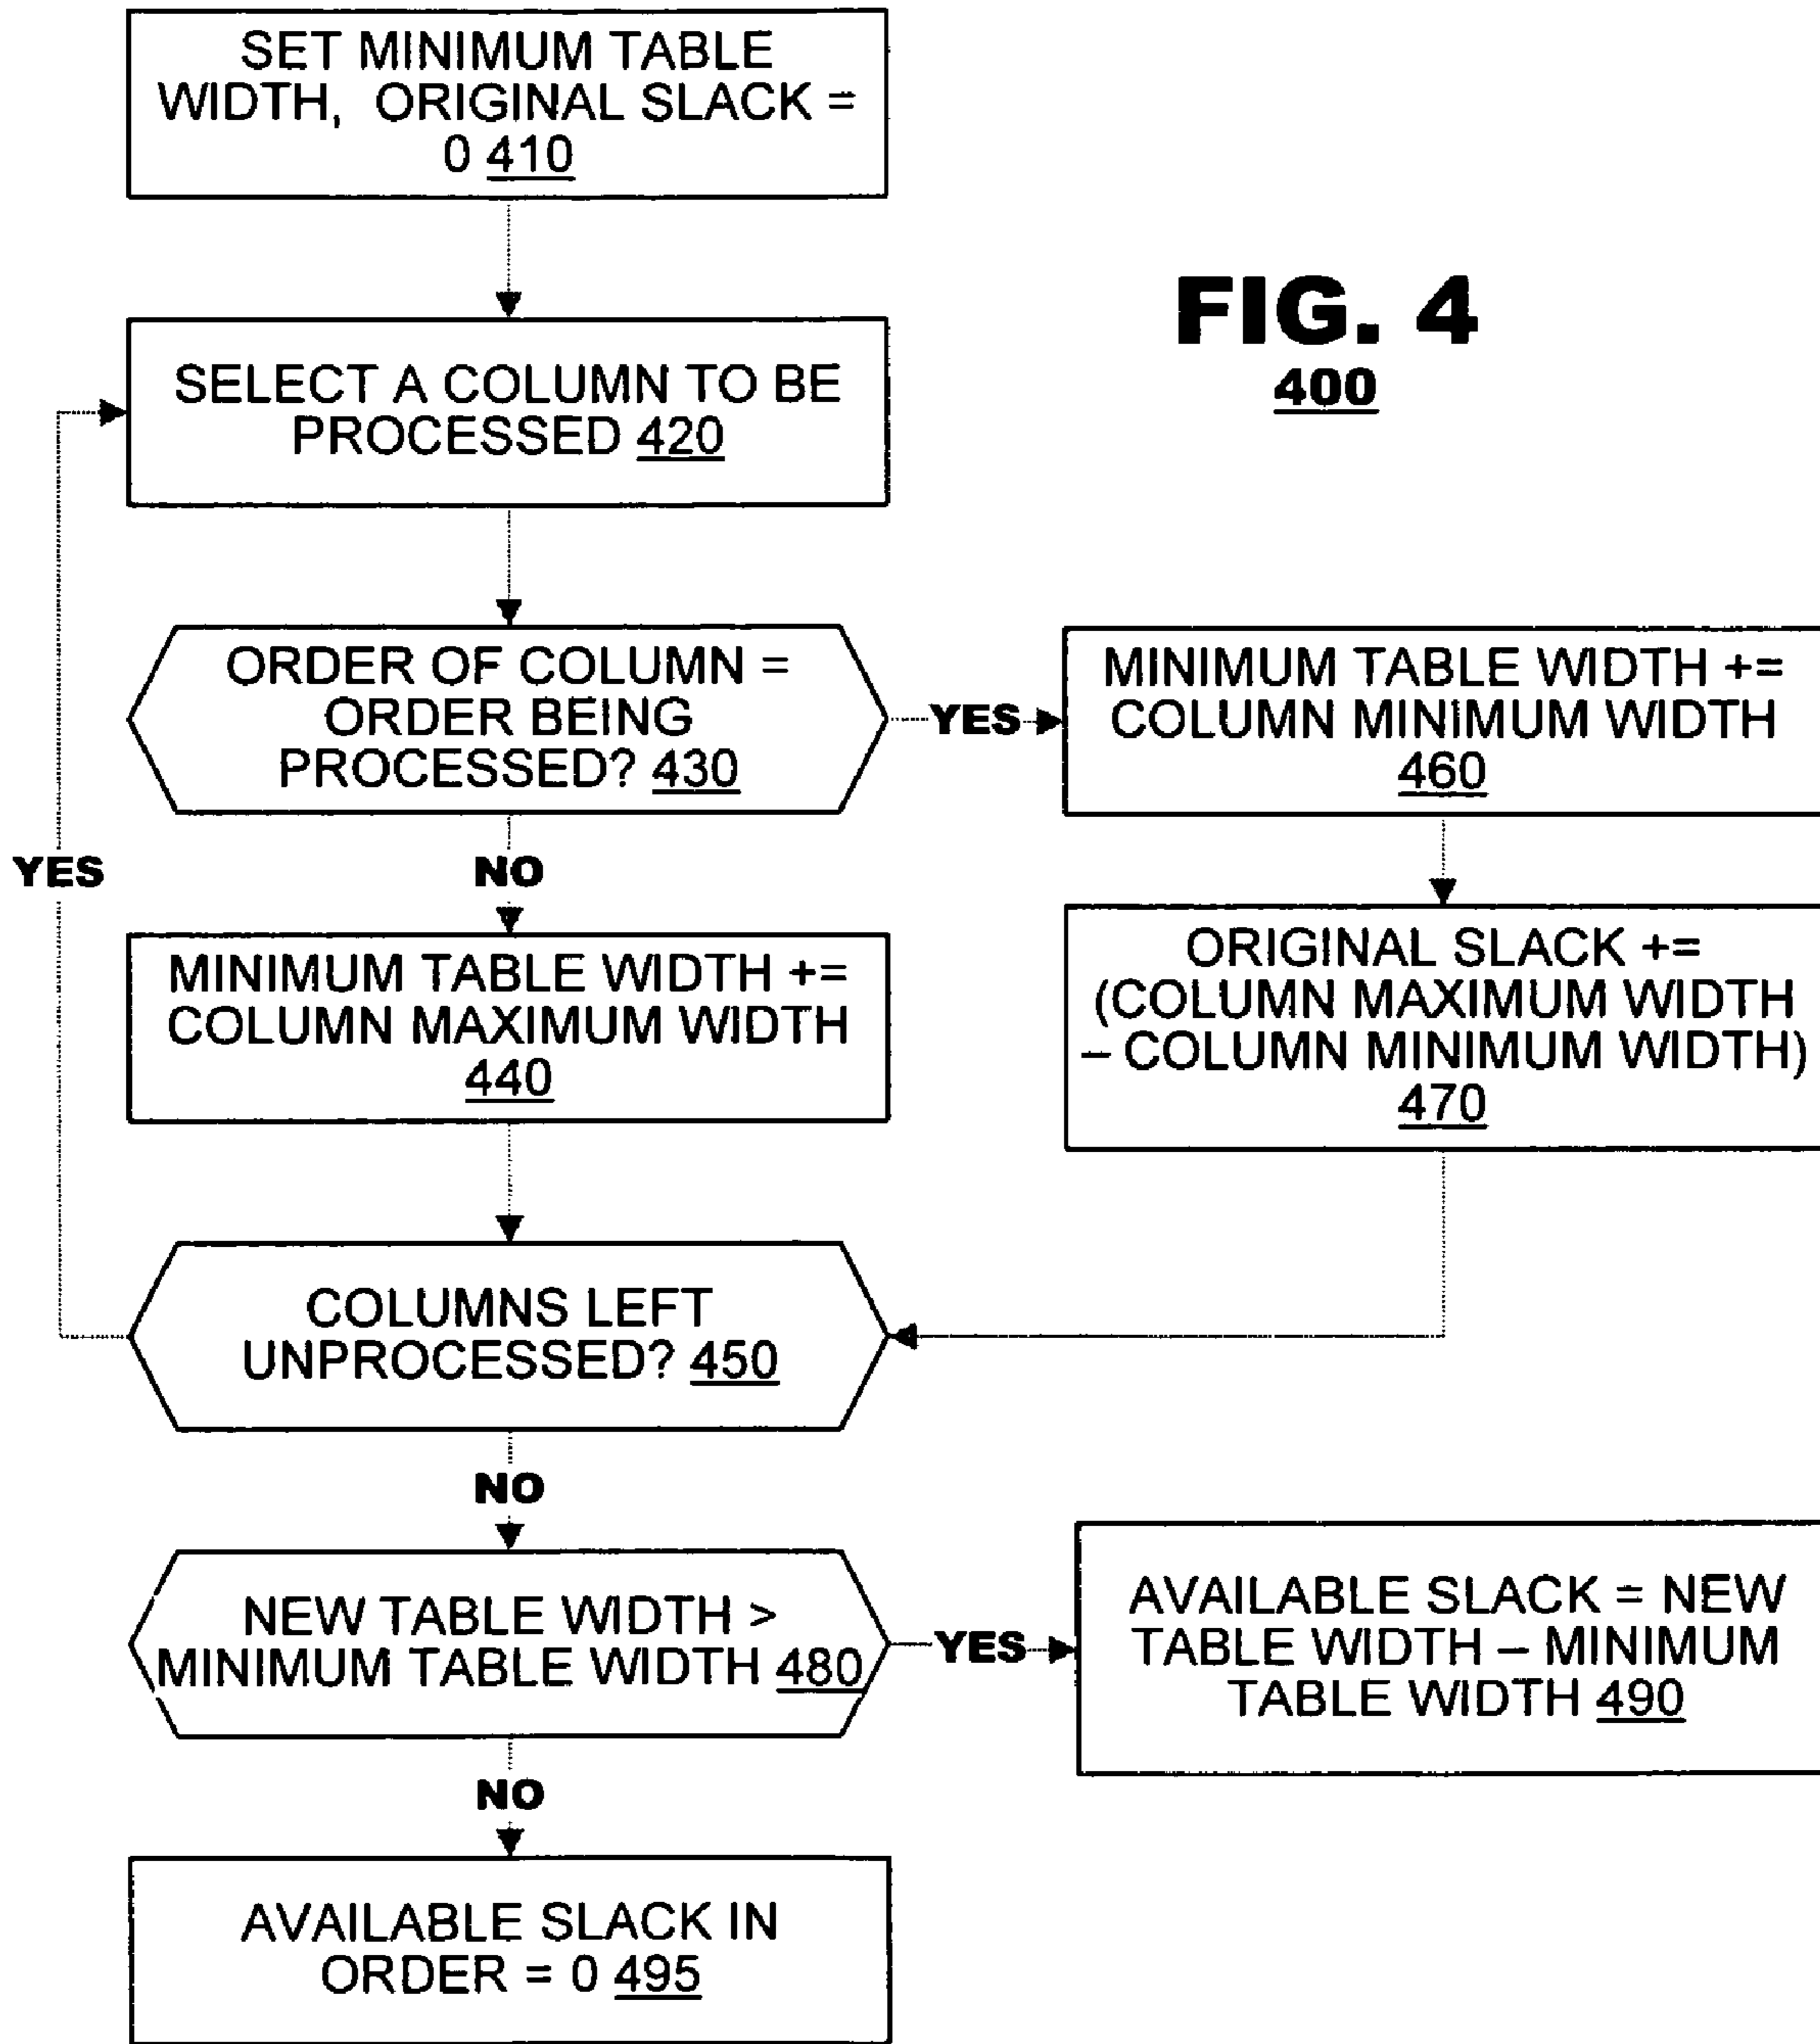 SET MINIMUM TABLE
WIDTH, ORIGINAL SLACK =
0 410
FIG. 4
400
SELECT A COLUMN TO BE
PROCESSED 420
ORDER OF COLUMN =
ORDER BEING
PROCESSED? 430
YES
MINIMUM TABLE WIDTH +=
COLUMN MINIMUM WIDTH
460
YES
NO
MINIMUM TABLE WIDTH +=
COLUMN MAXIMUM WIDTH
440
ORIGINAL SLACK +=
(COLUMN MAXIMUM WIDTH
– COLUMN MINIMUM WIDTH)
470
COLUMNS LEFT
UNPROCESSED? 450
NO
NEW TABLE WIDTH >
MINIMUM TABLE WIDTH 480
YES
AVAILABLE SLACK = NEW
TABLE WIDTH – MINIMUM
TABLE WIDTH 490
NO
AVAILABLE SLACK IN
ORDER = 0 495